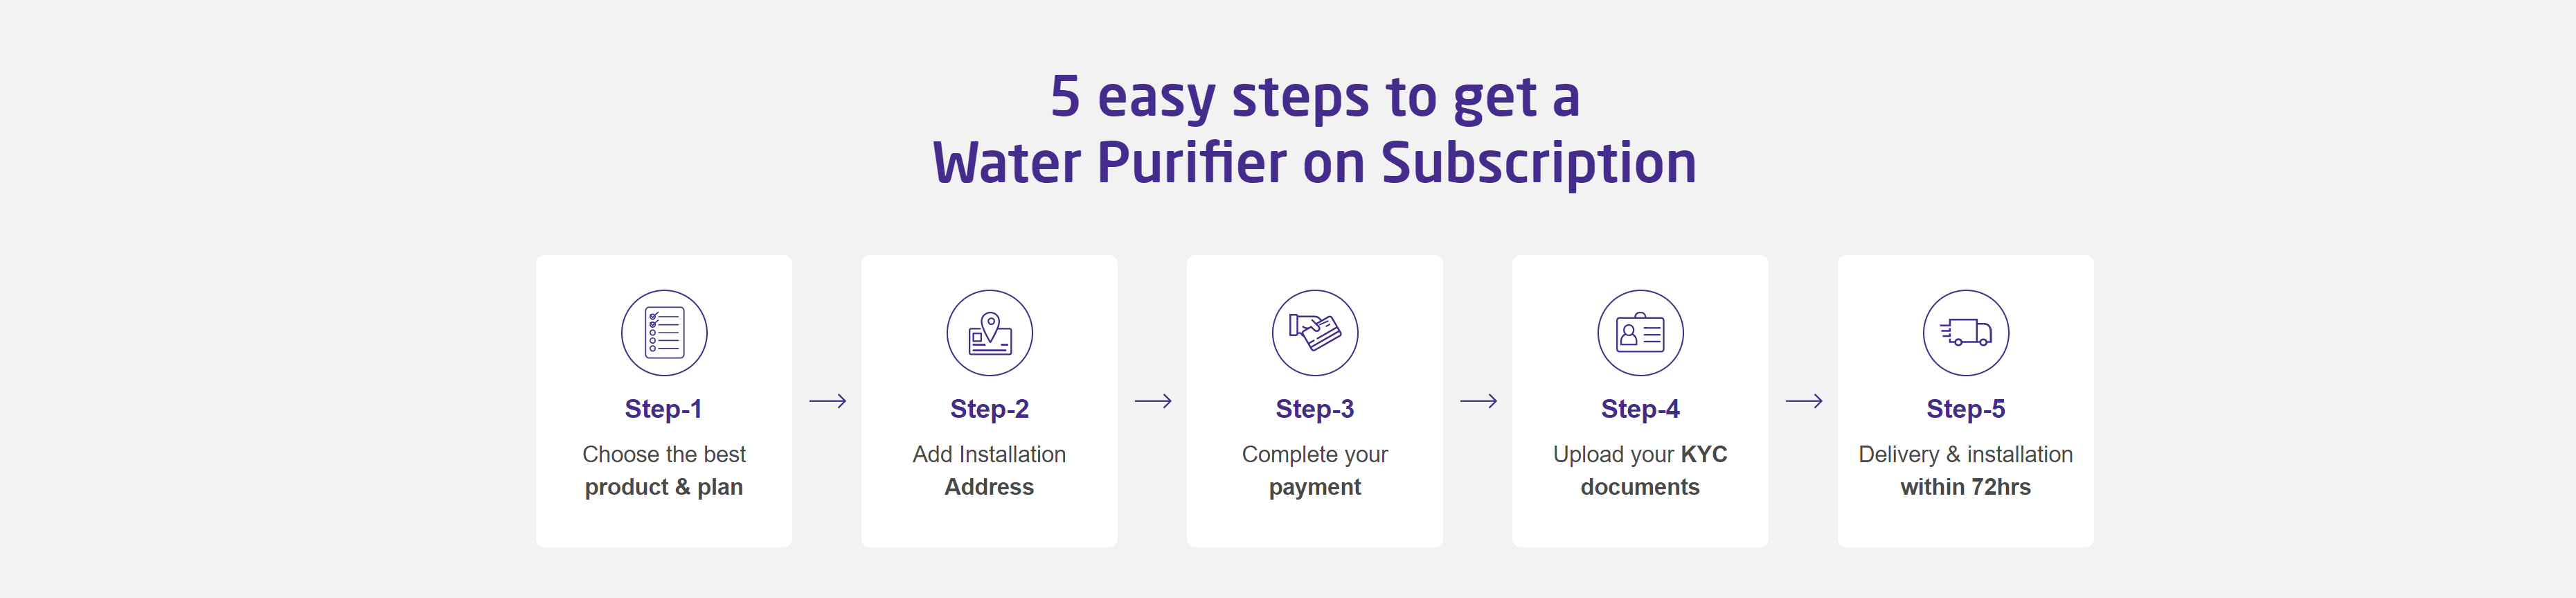 5 easy steps to get a
Water Purifier on Subscription
Step-1
Choose the best
product & plan
Step-2
Add Installation
Address
Step-3
Complete your
payment
Step-4
Upload your KYC
documents
Step-5
Delivery & installation
within 72hrs